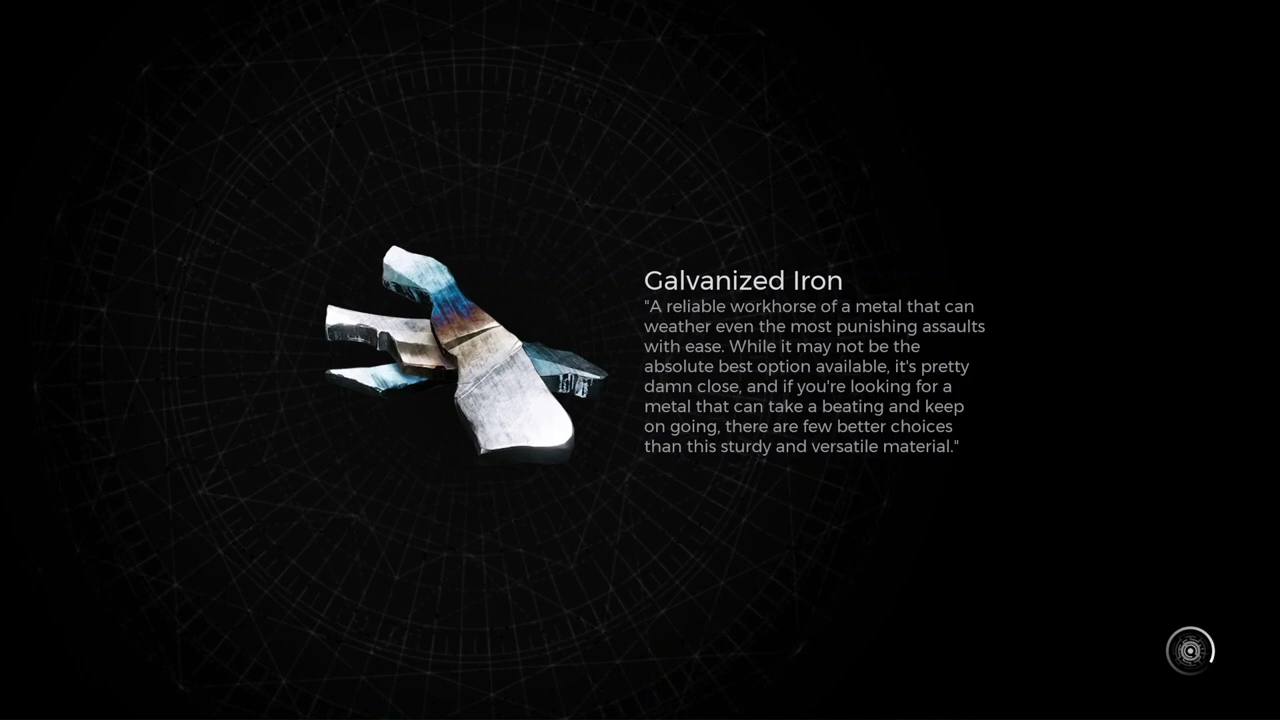 Galvanized Iron
"A reliable workhorse of a metal that can
weather even the most punishing assaults
with ease. While it may not be the
absolute best option available, it's pretty
damn close, and if you're looking for a
metal that can take a beating and keep
on going, there are few better choices
than this sturdy and versatile material."